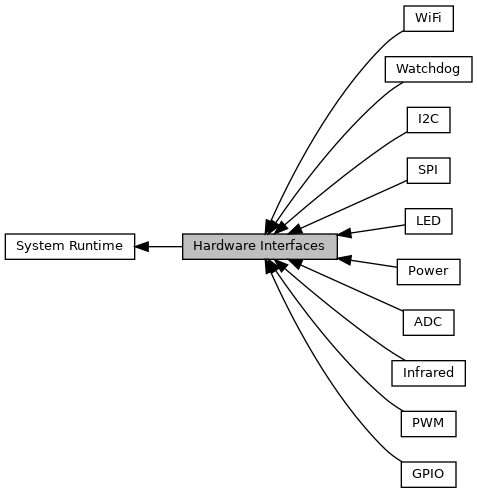 WiFi
Watchdog
I2C
SPI
LED
System Runtime
Hardware Interfaces
Power
ADC
Infrared
PWM
GPIO